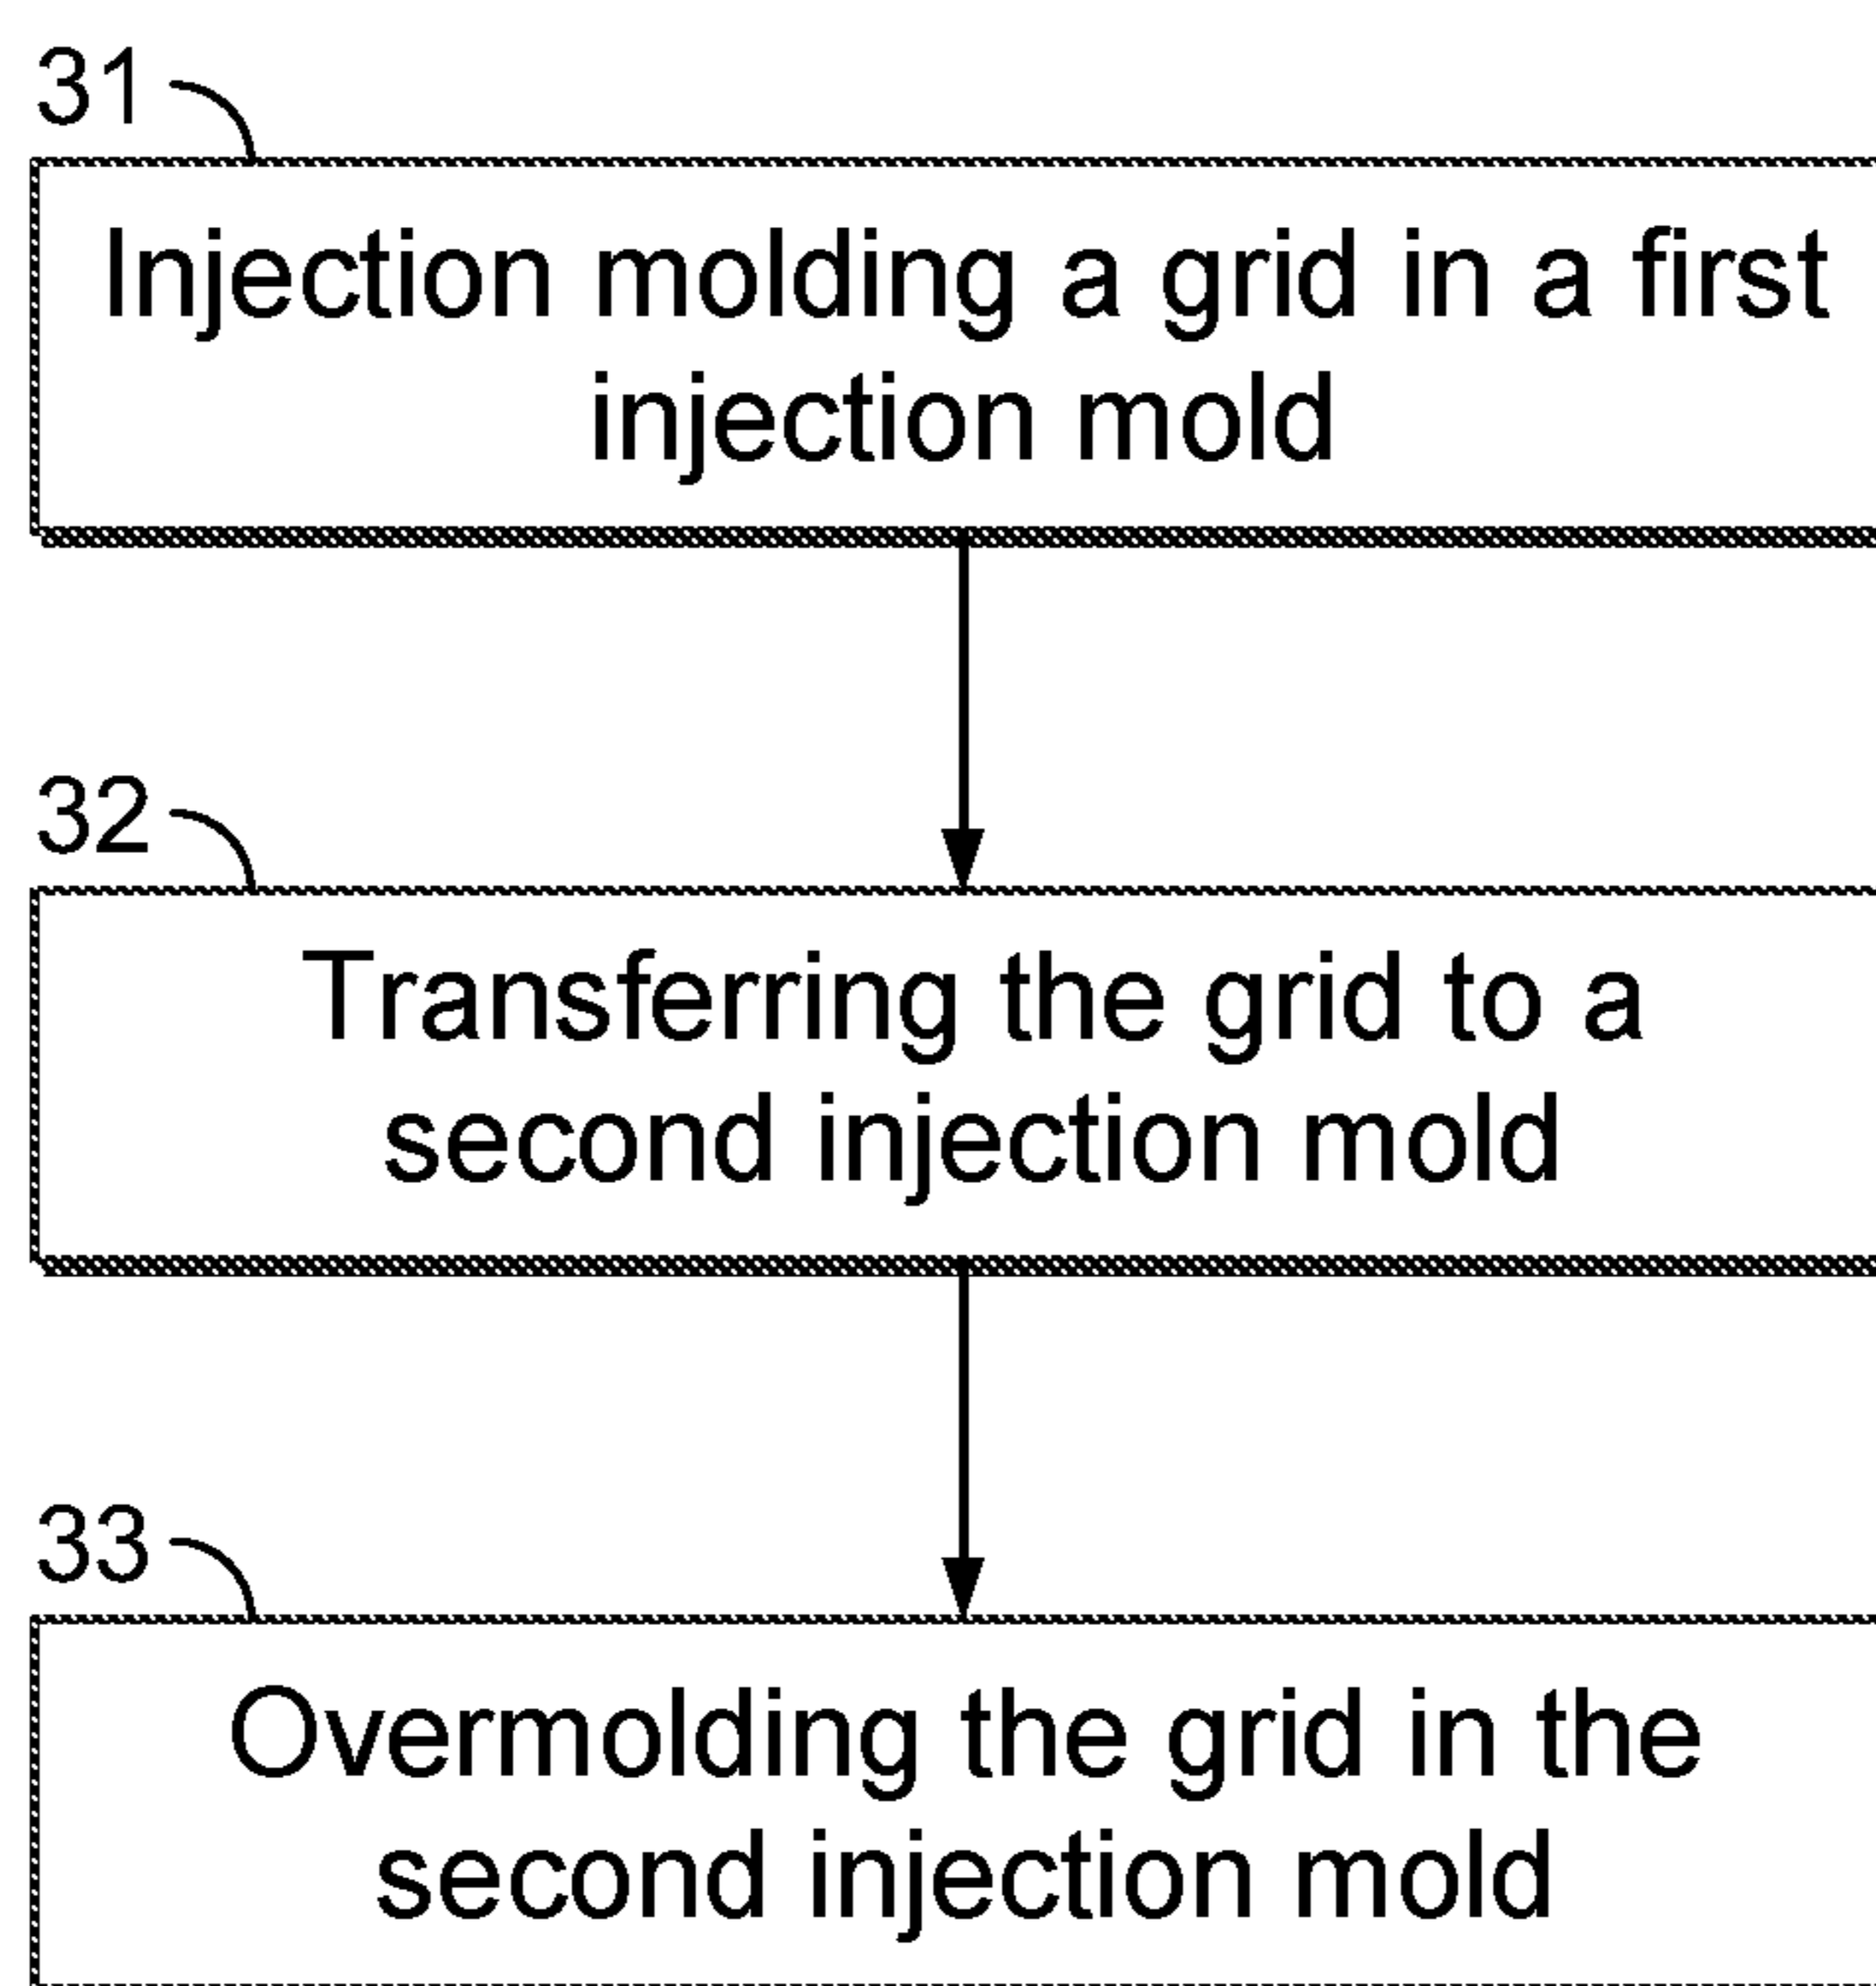 31
Injection molding a grid in a first
injection mold
32
Transferring the grid to a
second injection mold
33
Overmolding the grid in the
second injection mold